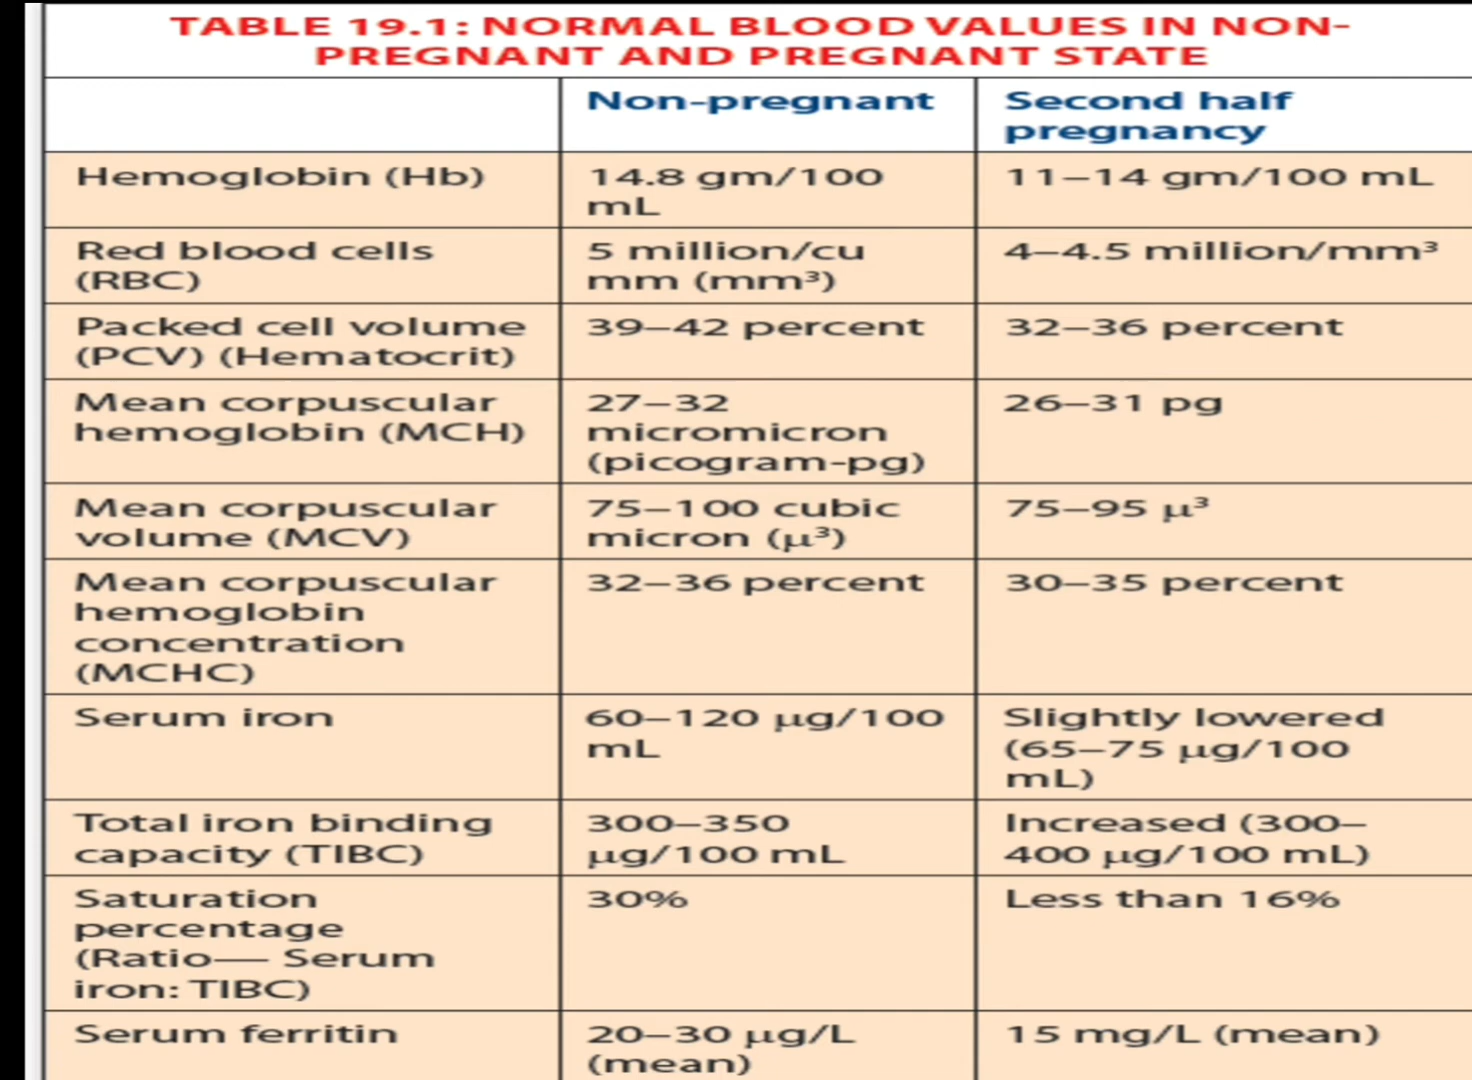 TABLE 19.1: NORMAL BLOOD VALUES IN NON-
PREGNANT AND PREGNANT STATE
Non-pregnant
Second half
pregnancy
Hemoglobin (Hb)
14.8 gm/100
mL
11–14 gm/100 mL
Red blood cells
(RBC)
5 million/cu
mm (mm³)
4–4.5 million/mm³
Packed cell volume
(PCV) (Hematocrit)
39–42 percent
32–36 percent
Mean corpuscular
hemoglobin (MCH)
27–32
micromicron
(picogram-pg)
26–31 pg
Mean corpuscular
volume (MCV)
75–100 cubic
micron (µ³)
75–95 µ³
Mean corpuscular
hemoglobin
concentration
(MCHC)
32–36 percent
30–35 percent
Serum iron
60–120 µg/100
mL
Slightly lowered
(65–75 µg/100
mL)
Total iron binding
capacity (TIBC)
300–350
µg/100 mL
Increased (300–
400 µg/100 mL)
Saturation
percentage
(Ratio— Serum
iron: TIBC)
30%
Less than 16%
Serum ferritin
20–30 µg/L
(mean)
15 mg/L (mean)